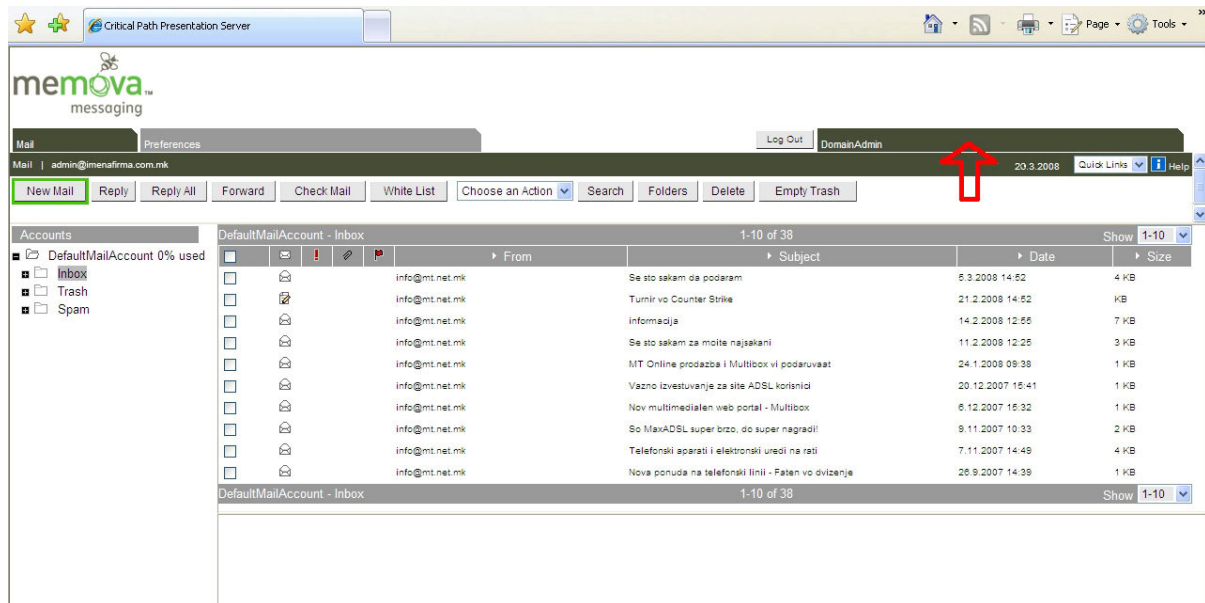 Critical Path Presentation Server
Page
Tools
memova™
messaging
Mail Preferences Log Out DomainAdmin
Mail | admin@imenafirma.com.mk 20.3.2008 Quick Links Help
New Mail Reply Reply All Forward Check Mail White List Choose an Action Search Folders Delete Empty Trash
Accounts
DefaultMailAccount 0% used
Inbox
Trash
Spam
DefaultMailAccount - Inbox 1-10 of 38 Show 1-10
From Subject Date Size
info@mt.net.mk Se sto sakam da podaram 5.3.2008 14:52 4 KB
info@mt.net.mk Turnir vo Counter Strike 21.2.2008 14:52 KB
info@mt.net.mk informacija 14.2.2008 12:55 7 KB
info@mt.net.mk Se sto sakam za moite najsakani 11.2.2008 12:25 3 KB
info@mt.net.mk MT Online prodazba i Multibox vi podaruvaat 24.1.2008 09:38 1 KB
info@mt.net.mk Vazno izvestuvanje za site ADSL korisnici 20.12.2007 15:41 1 KB
info@mt.net.mk Nov multimedialen web portal - Multibox 6.12.2007 15:32 1 KB
info@mt.net.mk So MaxADSL super brzo, do super nagradi! 9.11.2007 10:33 2 KB
info@mt.net.mk Telefonski aparati i elektronski uredi na rati 7.11.2007 14:49 4 KB
info@mt.net.mk Nova ponuda na telefonski linii - Faten vo dvizenje 26.9.2007 14:39 1 KB
DefaultMailAccount - Inbox 1-10 of 38 Show 1-10